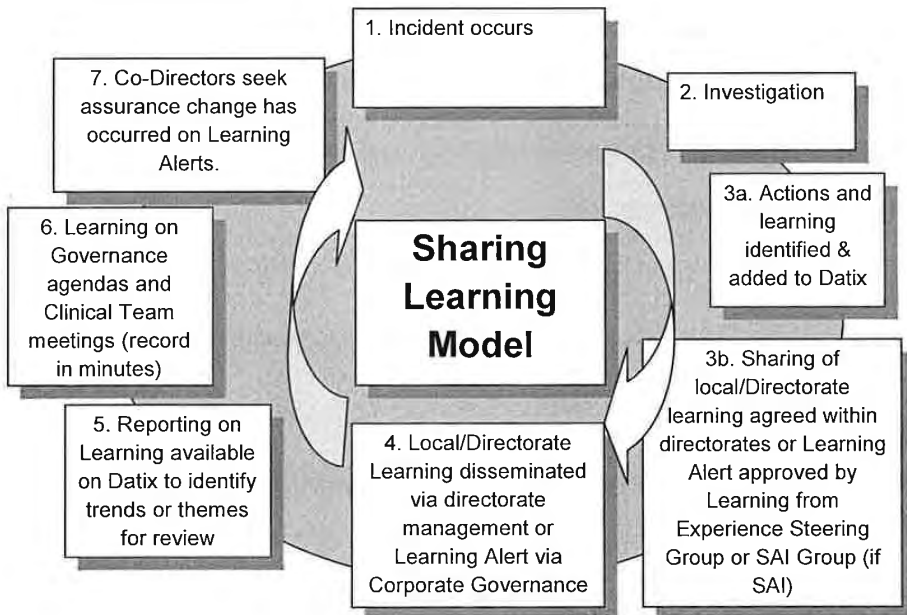 1. Incident occurs
2. Investigation
3a. Actions and
learning
identified &
added to Datix
3b. Sharing of
local/Directorate
learning agreed within
directorates or Learning
Alert approved by
Learning from
Experience Steering
Group or SAI Group (if
SAI)
4. Local/Directorate
Learning disseminated
via directorate
management or
Learning Alert via
Corporate Governance
5. Reporting on
Learning available
on Datix to identify
trends or themes
for review
6. Learning on
Governance
agendas and
Clinical Team
meetings (record
in minutes)
7. Co-Directors seek
assurance change has
occurred on Learning
Alerts.
Sharing
Learning
Model